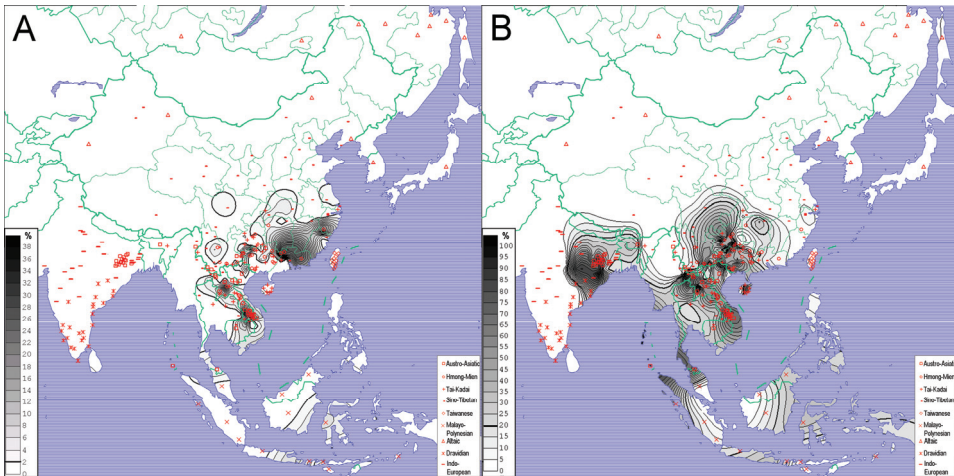 A
%
38
36
34
32
30
28
26
24
22
20
18
16
14
12
10
8
6
4
2
0
Austro-Asiatic
Hmong-Mien
Tai-Kadai
Sino-Tibetan
Taiwanese
Malayo-
Polynesian
Altaic
Dravidian
Indo-
European
B
%
100
95
90
85
80
75
70
65
60
55
50
45
40
35
30
25
20
15
10
5
0
Austro-Asiatic
Hmong-Mien
Tai-Kadai
Sino-Tibetan
Taiwanese
Malayo-
Polynesian
Altaic
Dravidian
Indo-
European